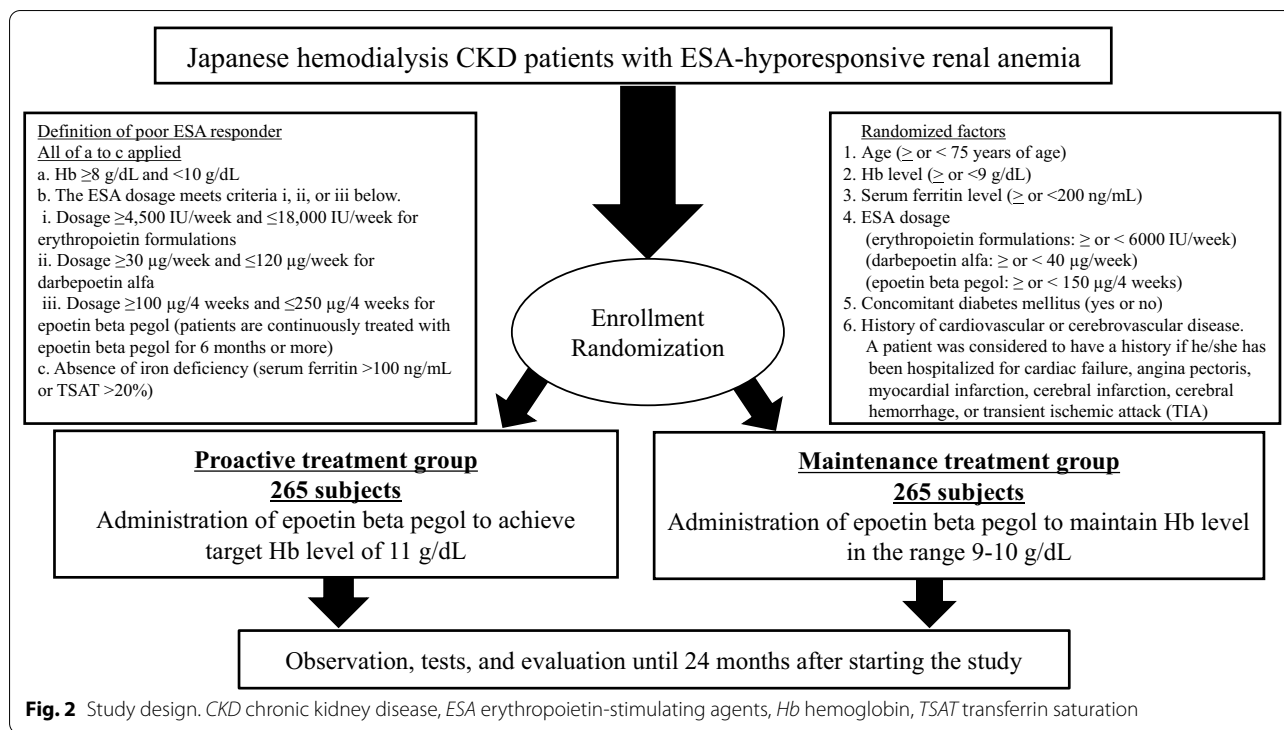 Japanese hemodialysis CKD patients with ESA-hyporesponsive renal anemia
Definition of poor ESA responder
All of a to c applied
a. Hb ≥8 g/dL and <10 g/dL
b. The ESA dosage meets criteria i, ii, or iii below.
i. Dosage ≥4,500 IU/week and ≤18,000 IU/week for
erythropoietin formulations
ii. Dosage ≥30 μg/week and ≤120 μg/week for
darbepoetin alfa
iii. Dosage ≥100 μg/4 weeks and ≤250 μg/4 weeks for
epoetin beta pegol (patients are continuously treated with
epoetin beta pegol for 6 months or more)
c. Absence of iron deficiency (serum ferritin >100 ng/mL
or TSAT >20%)
Randomized factors
1. Age (≥ or < 75 years of age)
2. Hb level (≥ or <9 g/dL)
3. Serum ferritin level (≥ or <200 ng/mL)
4. ESA dosage
(erythropoietin formulations: ≥ or < 6000 IU/week)
(darbepoetin alfa: ≥ or < 40 μg/week)
(epoetin beta pegol: ≥ or < 150 μg/4 weeks)
5. Concomitant diabetes mellitus (yes or no)
6. History of cardiovascular or cerebrovascular disease.
A patient was considered to have a history if he/she has
been hospitalized for cardiac failure, angina pectoris,
myocardial infarction, cerebral infarction, cerebral
hemorrhage, or transient ischemic attack (TIA)
Enrollment
Randomization
Proactive treatment group
265 subjects
Administration of epoetin beta pegol to achieve
target Hb level of 11 g/dL
Maintenance treatment group
265 subjects
Administration of epoetin beta pegol to maintain Hb level
in the range 9-10 g/dL
Observation, tests, and evaluation until 24 months after starting the study
Fig. 2 Study design. CKD chronic kidney disease, ESA erythropoietin-stimulating agents, Hb hemoglobin, TSAT transferrin saturation